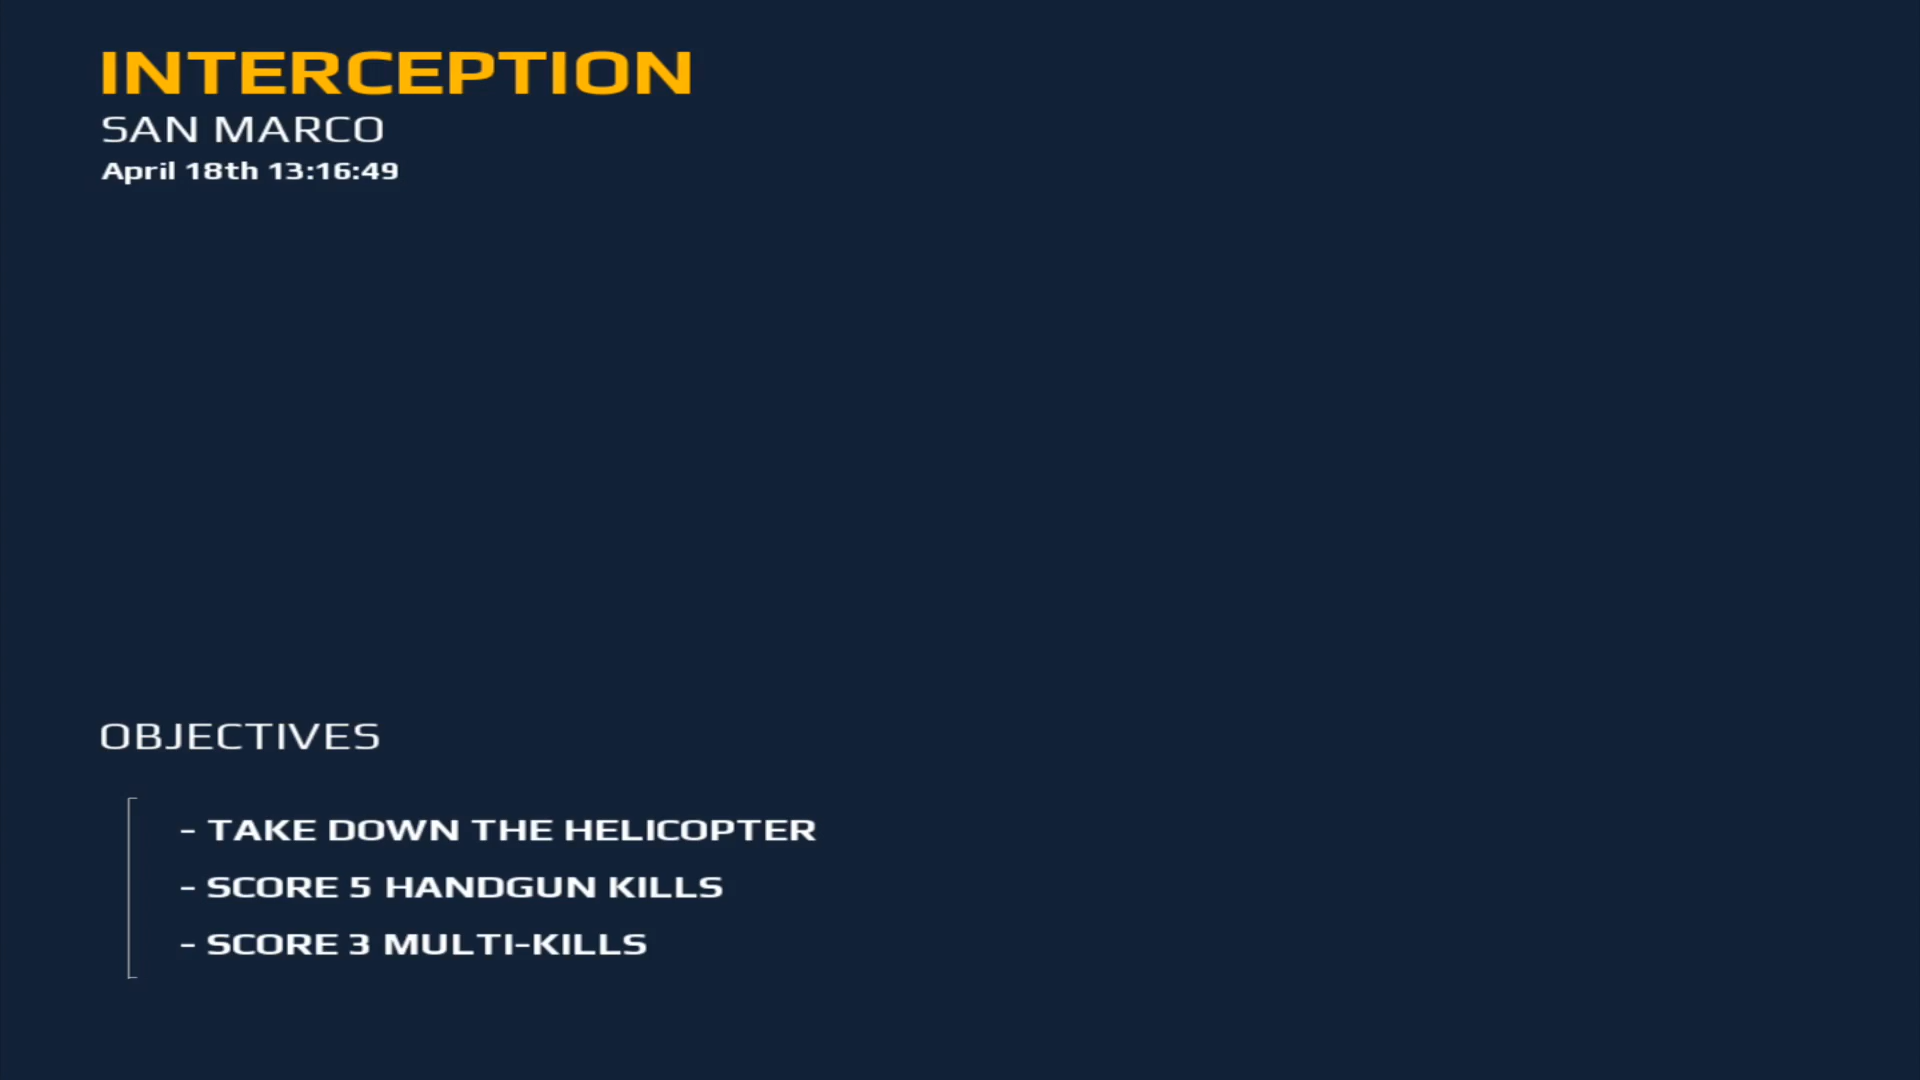 INTERCEPTION
SAN MARCO
April 18th 13:16:49
OBJECTIVES
- TAKE DOWN THE HELICOPTER
- SCORE 5 HANDGUN KILLS
- SCORE 3 MULTI-KILLS